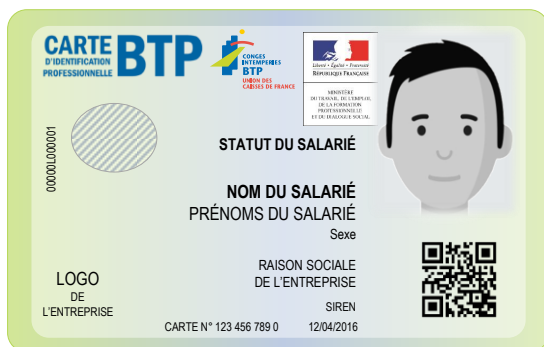 CARTE
D'IDENTIFICATION
PROFESSIONNELLE
BTP
CONGES
INTEMPERIES
BTP
UNION DES
CAISSES DE FRANCE
Liberté • Égalité • Fraternité
RÉPUBLIQUE FRANÇAISE
MINISTÈRE
DU TRAVAIL, DE L'EMPLOI,
DE LA FORMATION
PROFESSIONNELLE
ET DU DIALOGUE SOCIAL
00000L000001
STATUT DU SALARIÉ
NOM DU SALARIÉ
PRÉNOMS DU SALARIÉ
Sexe
RAISON SOCIALE
DE L'ENTREPRISE
SIREN
LOGO
DE
L'ENTREPRISE
CARTE N° 123 456 789 0 12/04/2016